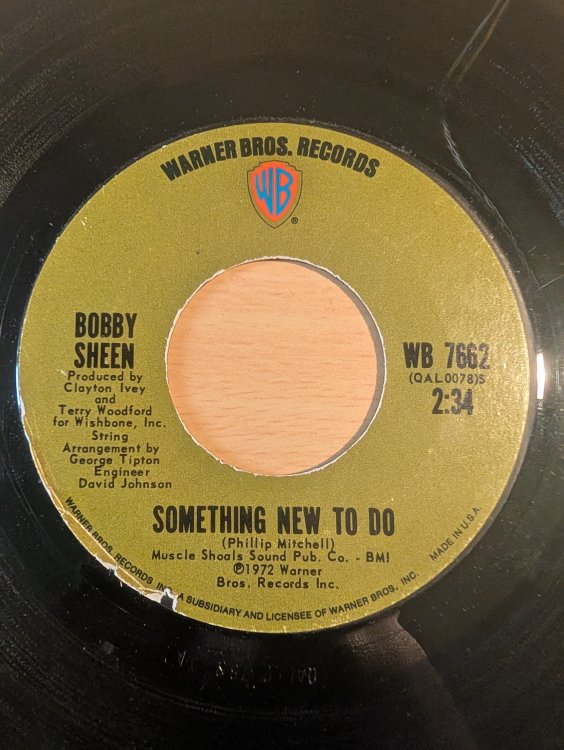 WARNER BROS. RECORDS
WB
®
BOBBY
SHEEN
Produced by
Clayton Ivey
and
Terry Woodford
for Wishbone, Inc.
String
Arrangement by
George Tipton
Engineer
David Johnson
WB 7662
(QAL0078)S
2:34
SOMETHING NEW TO DO
(Phillip Mitchell)
Muscle Shoals Sound Pub. Co. - BMI
℗1972 Warner
Bros. Records Inc.
WARNER BROS. RECORDS IN A SUBSIDIARY AND LICENSEE OF WARNER BROS. INC.
MADE IN U.S.A.